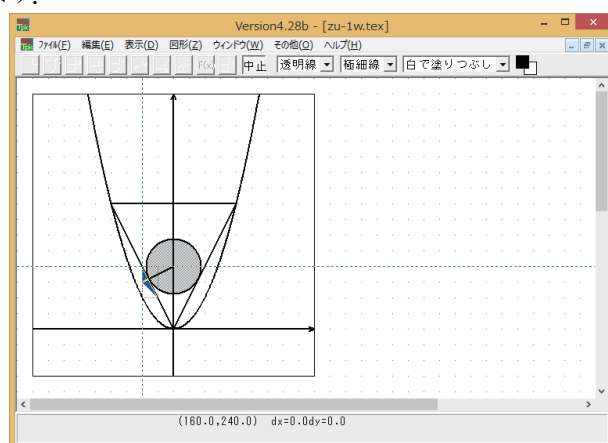 Version4.28b - [zu-1w.tex]
ﾌｧｲﾙ(F) 編集(E) 表示(D) 図形(Z) ウィンドウ(W) その他(O) ヘルプ(H)
F(x) 中止 透明線 極細線 白で塗りつぶし
(160.0,240.0) dx=0.0dy=0.0